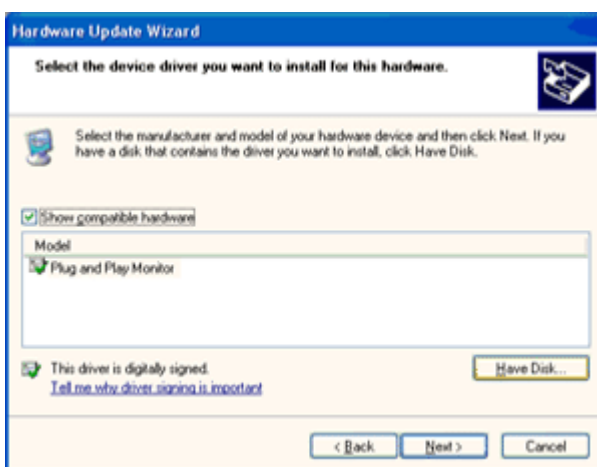 Hardware Update Wizard
Select the device driver you want to install for this hardware.
Select the manufacturer and model of your hardware device and then click Next. If you
have a disk that contains the driver you want to install, click Have Disk.
Show compatible hardware
Model
Plug and Play Monitor
This driver is digitally signed.
Have Disk...
Tell me why driver signing is important
< Back
Next >
Cancel